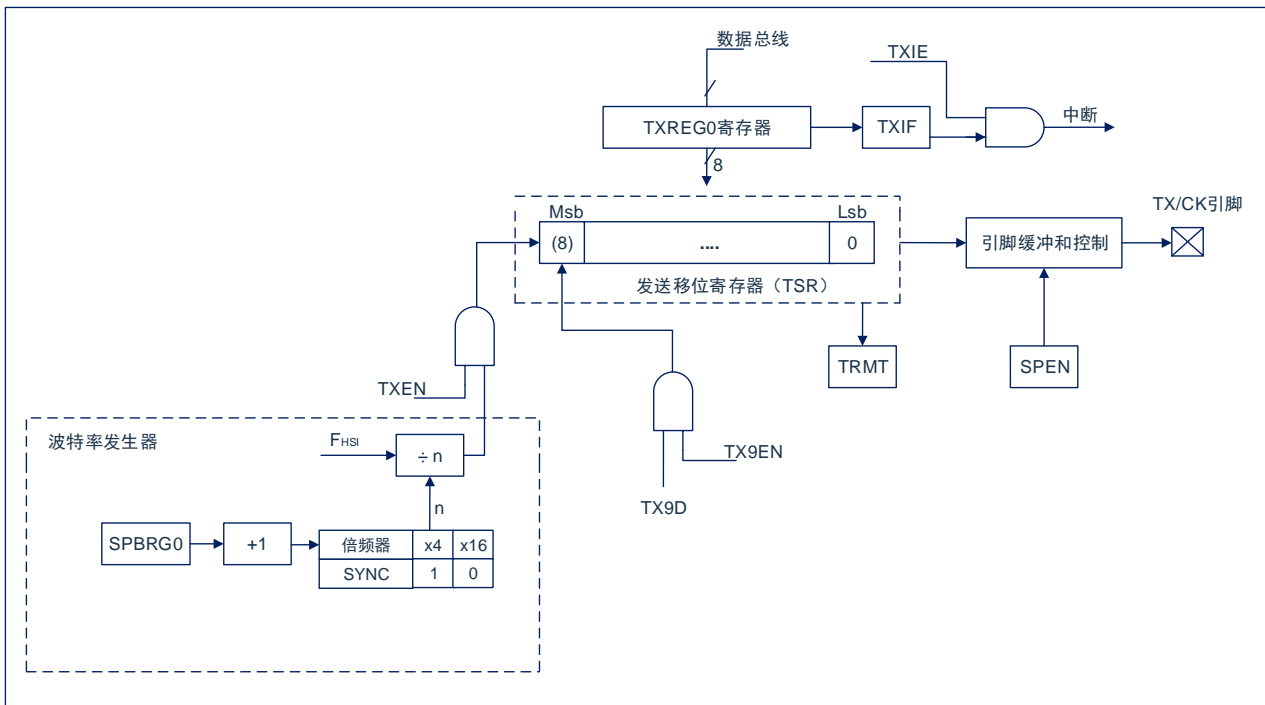 数据总线
TXIE
TXREG0寄存器
TXIF
中断
8
Msb
Lsb
TX/CK引脚
(8)
....
0
引脚缓冲和控制
发送移位寄存器（TSR）
TRMT
SPEN
TXEN
波特率发生器
FHSI
÷ n
TX9EN
n
TX9D
SPBRG0
+1
倍频器 x4 x16
SYNC 1 0